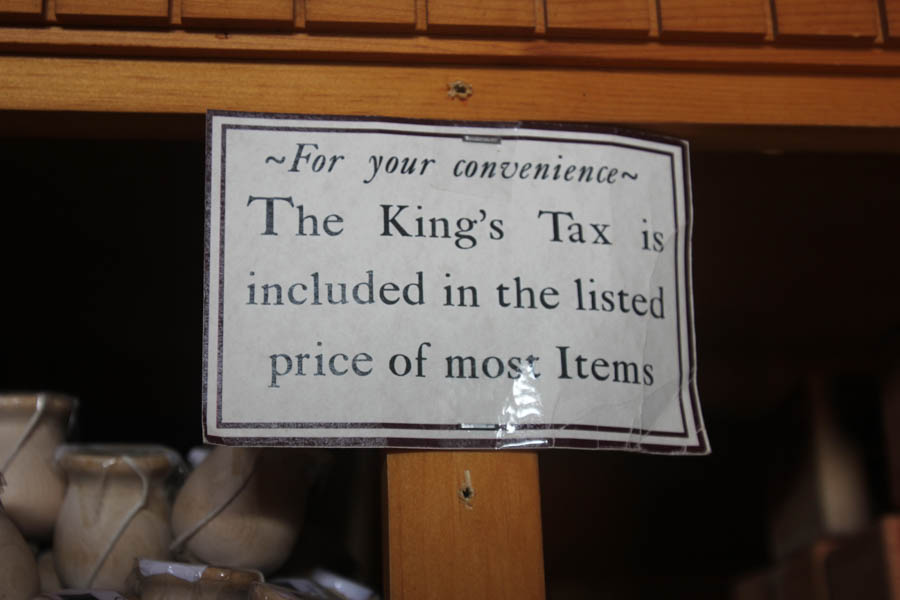 ~For your convenience~
The King's Tax is
included in the listed
price of most Items